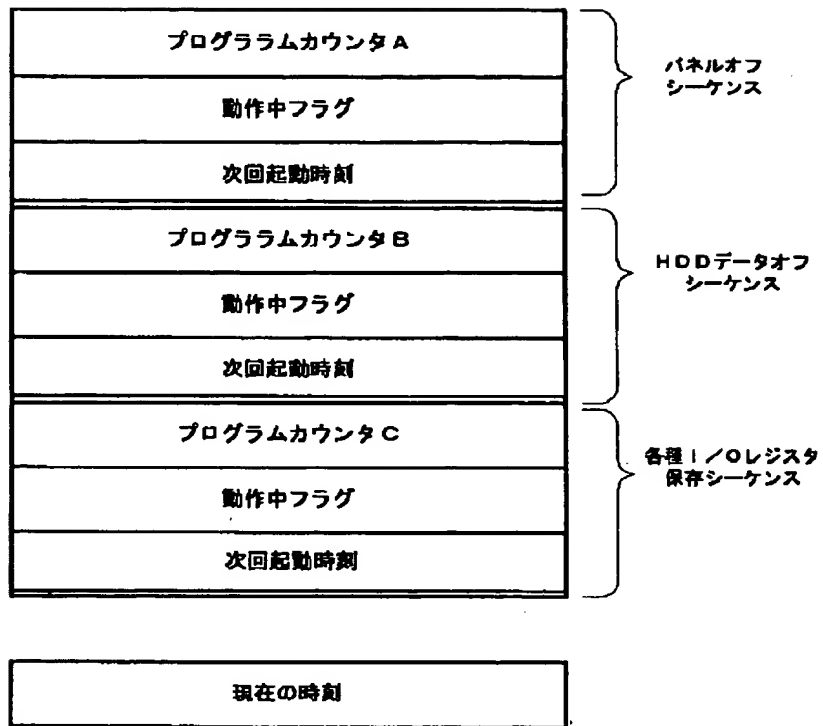 プログララムカウンタA
動作中フラグ
次回起動時刻
パネルオフ
シーケンス
プログララムカウンタB
動作中フラグ
次回起動時刻
HDDデータオフ
シーケンス
プログラムカウンタC
動作中フラグ
次回起動時刻
各種I/Oレジスタ
保存シーケンス
現在の時刻